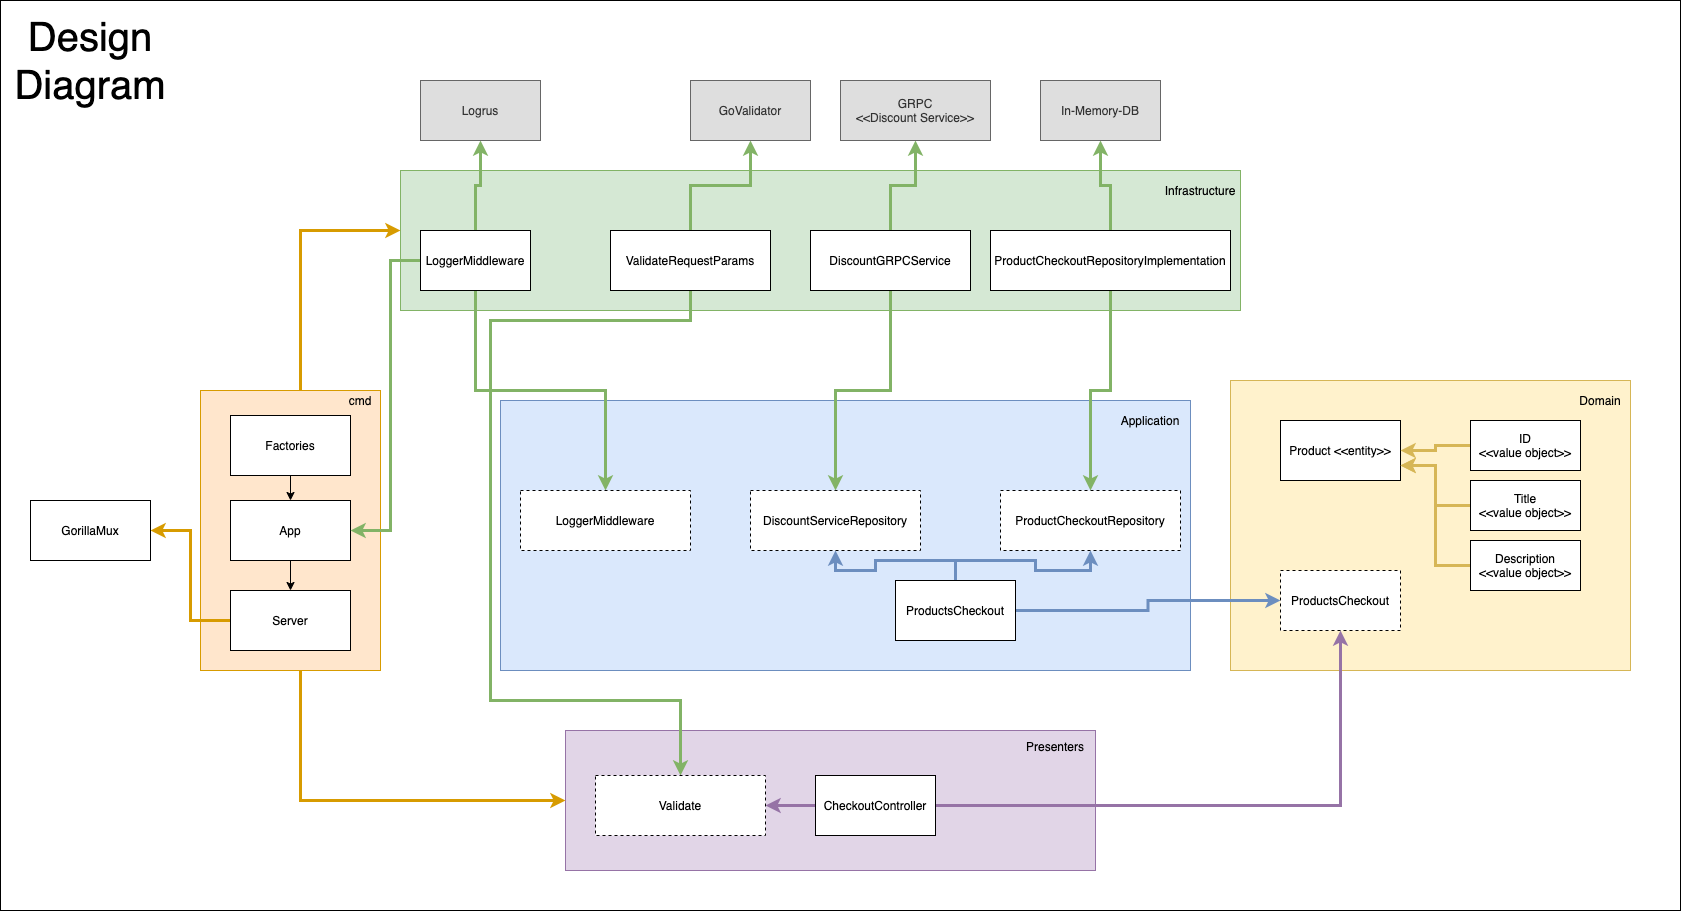 Design
Diagram
Logrus
GoValidator
GRPC
<<Discount Service>>
In-Memory-DB
Infrastructure
LoggerMiddleware
ValidateRequestParams
DiscountGRPCService
ProductCheckoutRepositoryImplementation
cmd
Factories
App
Server
GorillaMux
Application
LoggerMiddleware
DiscountServiceRepository
ProductCheckoutRepository
ProductsCheckout
Domain
Product <<entity>>
ID
<<value object>>
Title
<<value object>>
Description
<<value object>>
ProductsCheckout
Presenters
Validate
CheckoutController